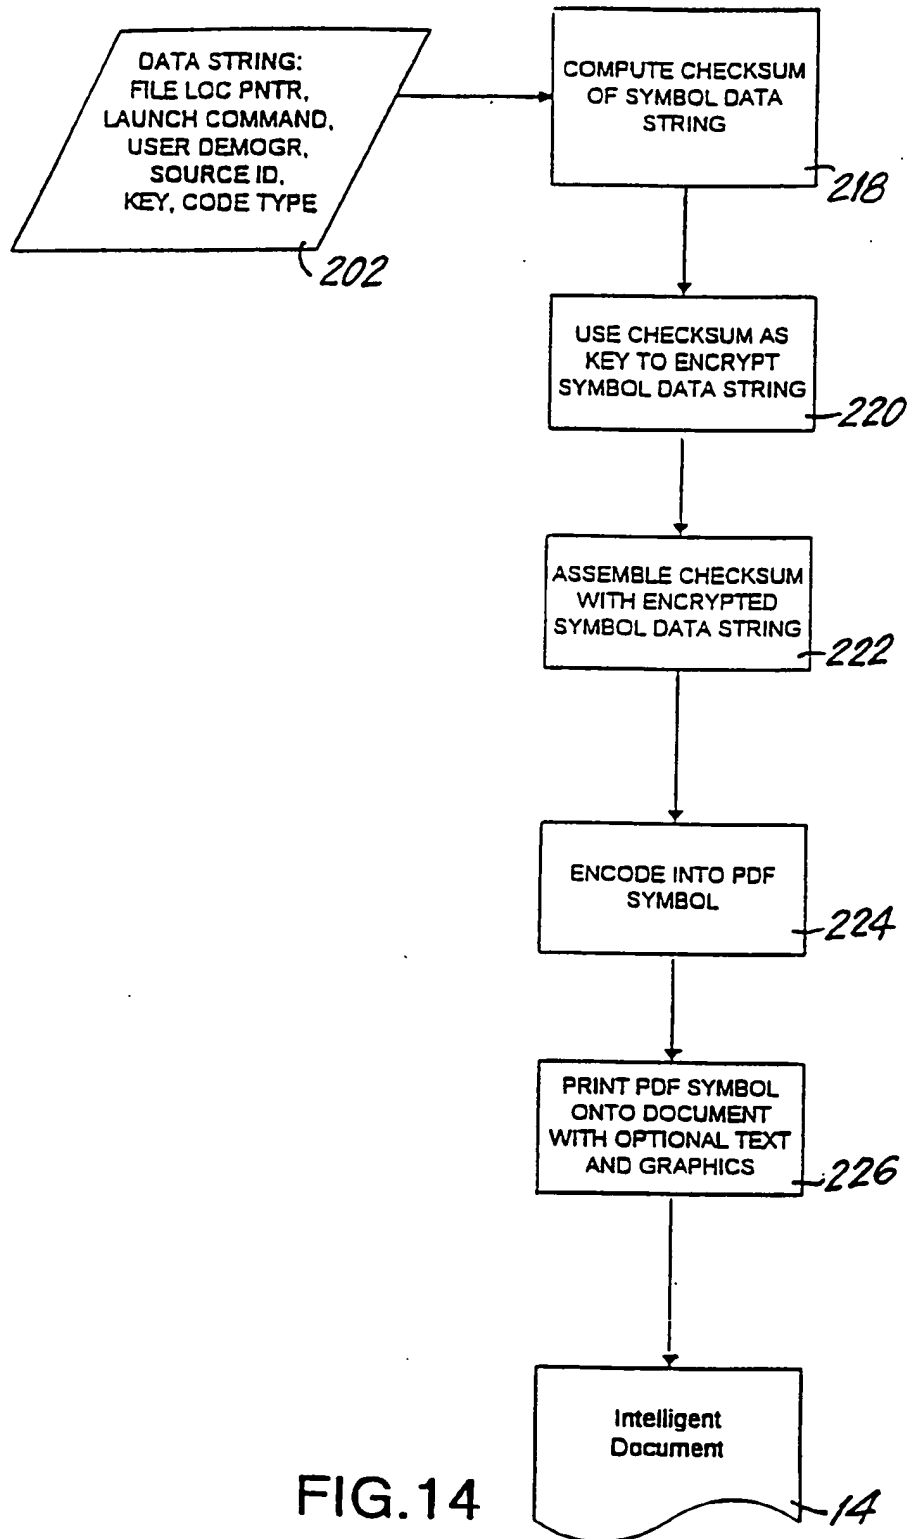 DATA STRING:
FILE LOC PNTR,
LAUNCH COMMAND,
USER DEMOGR,
SOURCE ID,
KEY, CODE TYPE
202
COMPUTE CHECKSUM
OF SYMBOL DATA
STRING
218
USE CHECKSUM AS
KEY TO ENCRYPT
SYMBOL DATA STRING
220
ASSEMBLE CHECKSUM
WITH ENCRYPTED
SYMBOL DATA STRING
222
ENCODE INTO PDF
SYMBOL
224
PRINT PDF SYMBOL
ONTO DOCUMENT
WITH OPTIONAL TEXT
AND GRAPHICS
226
Intelligent
Document
14
FIG.14